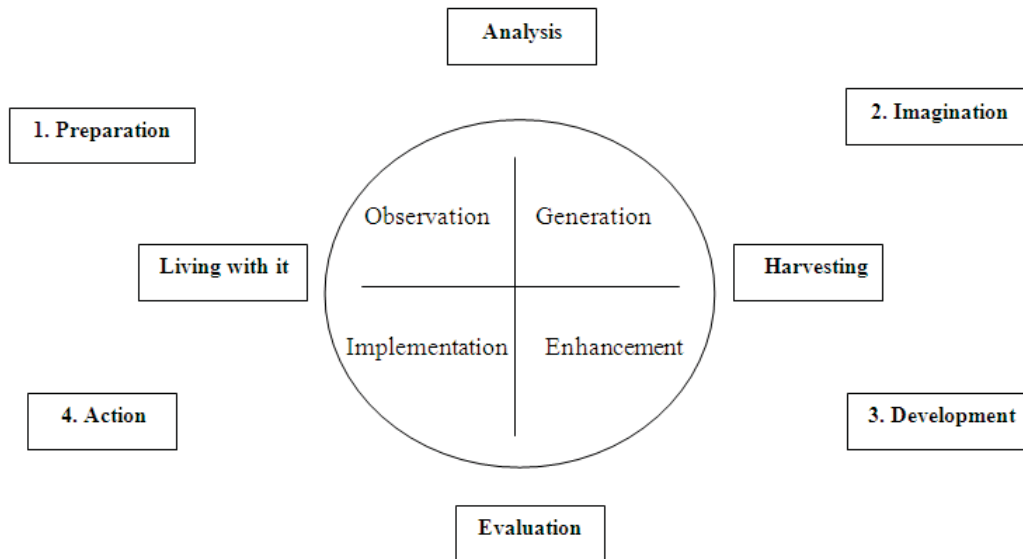 Analysis
1. Preparation
2. Imagination
Observation
Generation
Living with it
Harvesting
Implementation
Enhancement
4. Action
3. Development
Evaluation